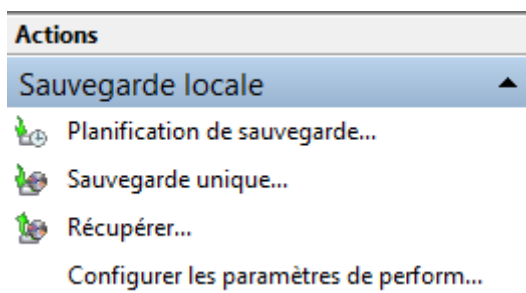 Actions
Sauvegarde locale
Planification de sauvegarde...
Sauvegarde unique...
Récupérer...
Configurer les paramètres de perform...